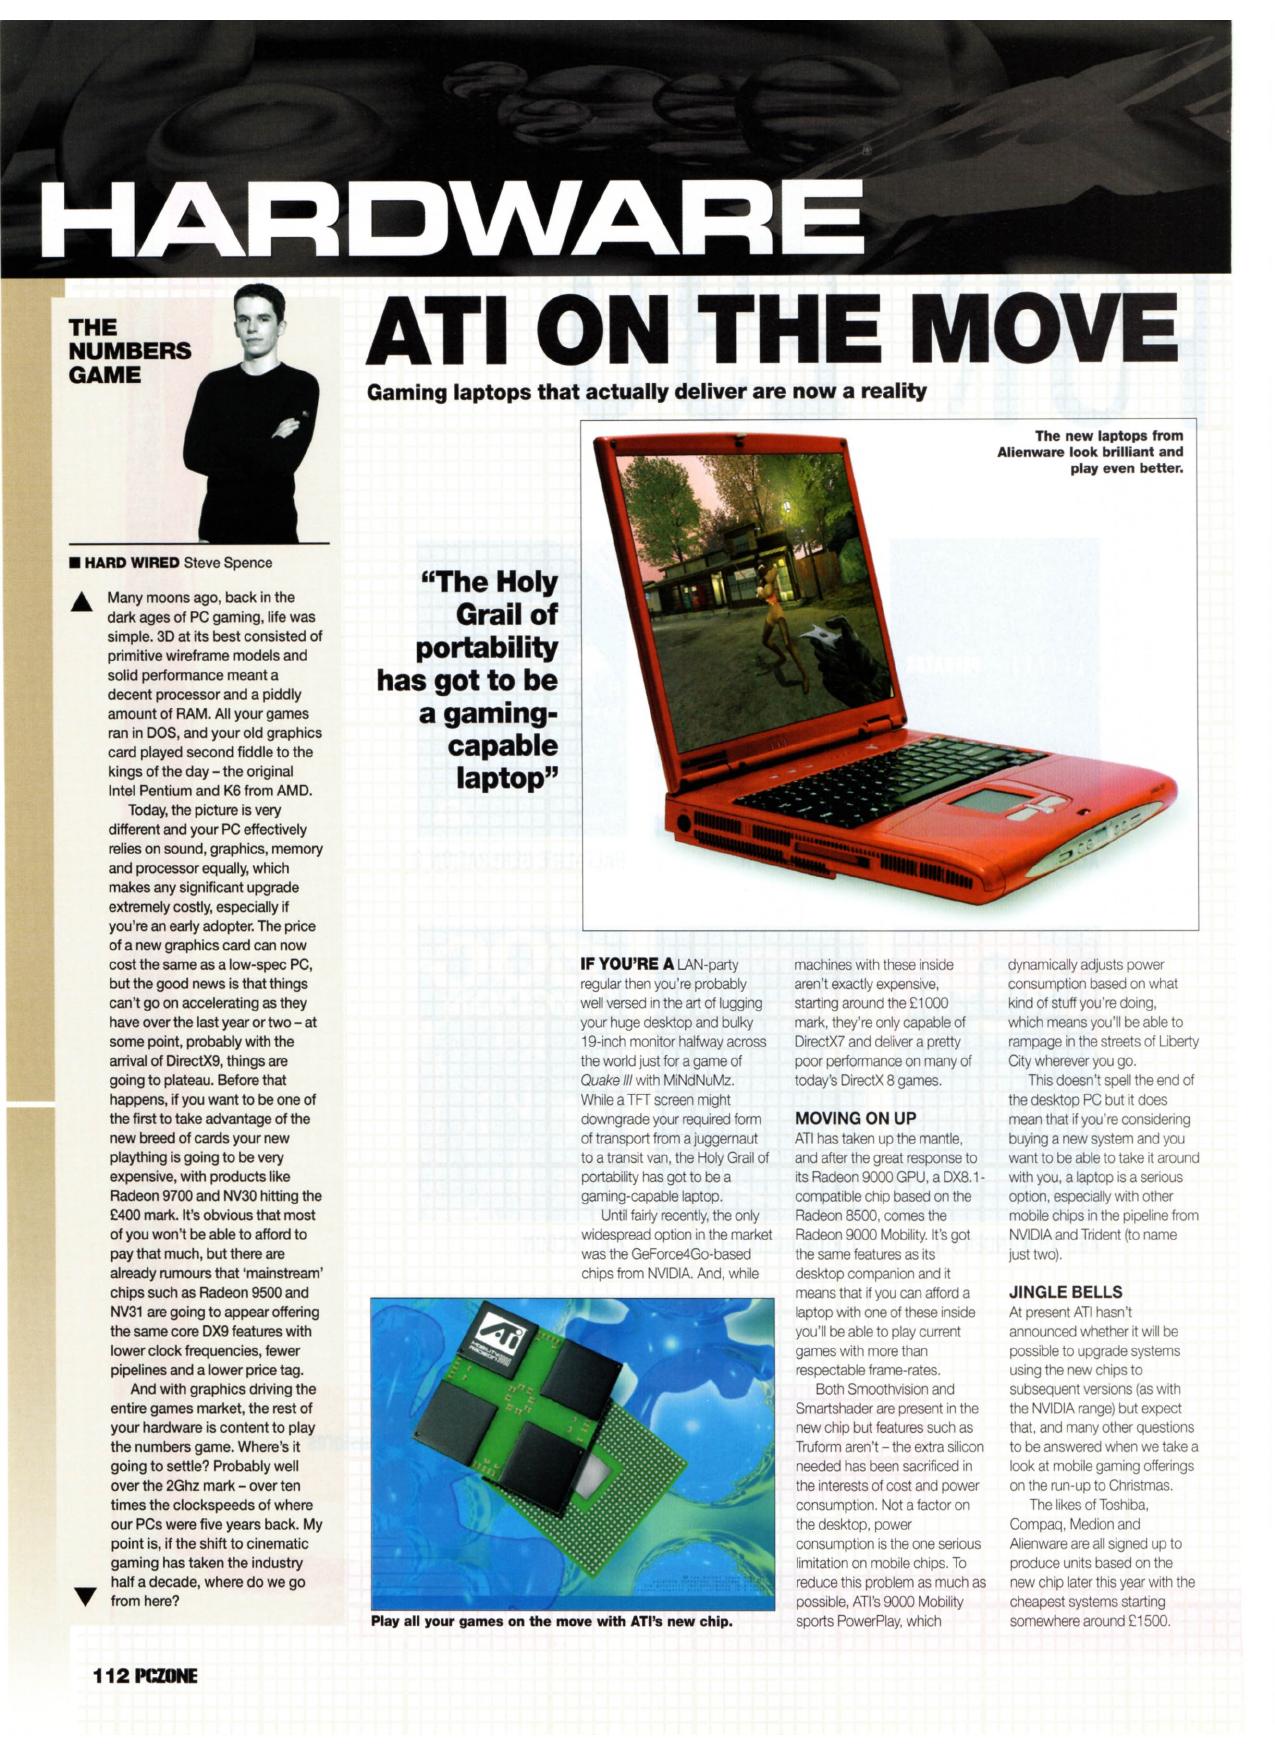 HARDWARE
THE
NUMBERS
GAME
■ HARD WIRED Steve Spence
▲ Many moons ago, back in the
dark ages of PC gaming, life was
simple. 3D at its best consisted of
primitive wireframe models and
solid performance meant a
decent processor and a piddly
amount of RAM. All your games
ran in DOS, and your old graphics
card played second fiddle to the
kings of the day – the original
Intel Pentium and K6 from AMD.
Today, the picture is very
different and your PC effectively
relies on sound, graphics, memory
and processor equally, which
makes any significant upgrade
extremely costly, especially if
you're an early adopter. The price
of a new graphics card can now
cost the same as a low-spec PC,
but the good news is that things
can't go on accelerating as they
have over the last year or two – at
some point, probably with the
arrival of DirectX9, things are
going to plateau. Before that
happens, if you want to be one of
the first to take advantage of the
new breed of cards your new
plaything is going to be very
expensive, with products like
Radeon 9700 and NV30 hitting the
£400 mark. It's obvious that most
of you won't be able to afford to
pay that much, but there are
already rumours that 'mainstream'
chips such as Radeon 9500 and
NV31 are going to appear offering
the same core DX9 features with
lower clock frequencies, fewer
pipelines and a lower price tag.
And with graphics driving the
entire games market, the rest of
your hardware is content to play
the numbers game. Where's it
going to settle? Probably well
over the 2Ghz mark – over ten
times the clockspeeds of where
our PCs were five years back. My
point is, if the shift to cinematic
gaming has taken the industry
half a decade, where do we go
▼ from here?
ATI ON THE MOVE
Gaming laptops that actually deliver are now a reality
The new laptops from
Alienware look brilliant and
play even better.
“The Holy
Grail of
portability
has got to be
a gaming-
capable
laptop”
IF YOU'RE A LAN-party
regular then you're probably
well versed in the art of lugging
your huge desktop and bulky
19-inch monitor halfway across
the world just for a game of
Quake III with MiNdNuMz.
While a TFT screen might
downgrade your required form
of transport from a juggernaut
to a transit van, the Holy Grail of
portability has got to be a
gaming-capable laptop.
Until fairly recently, the only
widespread option in the market
was the GeForce4Go-based
chips from NVIDIA. And, while
machines with these inside
aren't exactly expensive,
starting around the £1000
mark, they're only capable of
DirectX7 and deliver a pretty
poor performance on many of
today's DirectX 8 games.
MOVING ON UP
ATI has taken up the mantle,
and after the great response to
its Radeon 9000 GPU, a DX8.1-
compatible chip based on the
Radeon 8500, comes the
Radeon 9000 Mobility. It's got
the same features as its
desktop companion and it
means that if you can afford a
laptop with one of these inside
you'll be able to play current
games with more than
respectable frame-rates.
Both Smoothvision and
Smartshader are present in the
new chip but features such as
Truform aren't – the extra silicon
needed has been sacrificed in
the interests of cost and power
consumption. Not a factor on
the desktop, power
consumption is the one serious
limitation on mobile chips. To
reduce this problem as much as
possible, ATI's 9000 Mobility
sports PowerPlay, which
dynamically adjusts power
consumption based on what
kind of stuff you're doing,
which means you'll be able to
rampage in the streets of Liberty
City wherever you go.
This doesn't spell the end of
the desktop PC but it does
mean that if you're considering
buying a new system and you
want to be able to take it around
with you, a laptop is a serious
option, especially with other
mobile chips in the pipeline from
NVIDIA and Trident (to name
just two).
JINGLE BELLS
At present ATI hasn't
announced whether it will be
possible to upgrade systems
using the new chips to
subsequent versions (as with
the NVIDIA range) but expect
that, and many other questions
to be answered when we take a
look at mobile gaming offerings
on the run-up to Christmas.
The likes of Toshiba,
Compaq, Medion and
Alienware are all signed up to
produce units based on the
new chip later this year with the
cheapest systems starting
somewhere around £1500.
ATI
MOBILITY
RADEON 9000
Play all your games on the move with ATI's new chip.
112 PCZONE